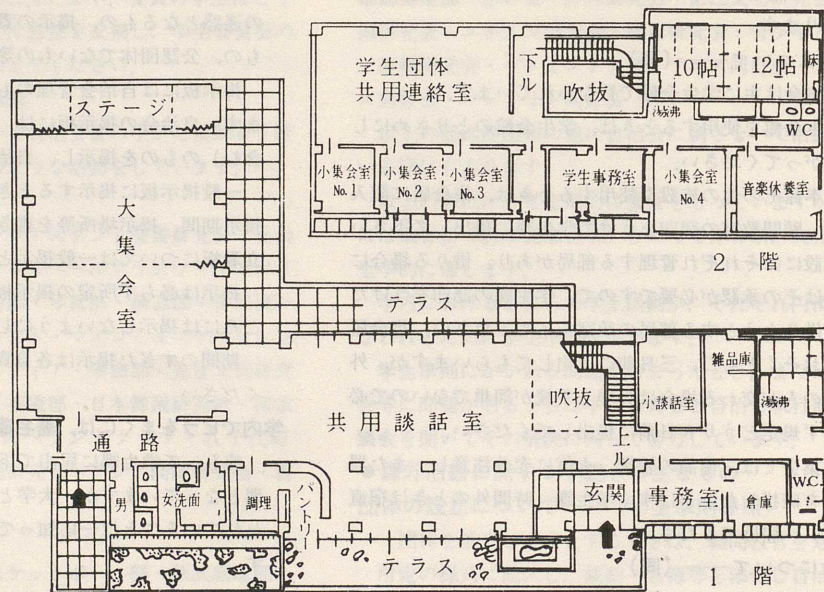 学生団体
共用連絡室
下ル
吹抜
10帖
12帖
床
湯沸
WC
小集会室
No.1
小集会室
No.2
小集会室
No.3
学生事務室
小集会室
No.4
音楽休養室
2階
ステージ
大集会室
テラス
共用談話室
吹抜
上ル
雑品庫
小談話室
湯沸
通路
男
女洗面
調理
パントリー
玄関
事務室
倉庫
WC
テラス
1階